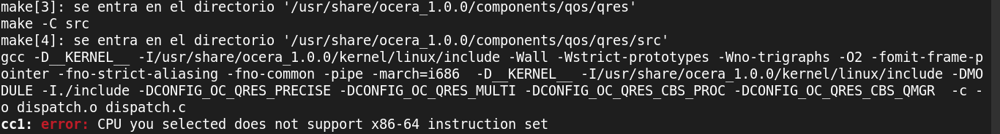 make[3]: se entra en el directorio '/usr/share/ocera_1.0.0/components/qos/qres'
make -C src
make[4]: se entra en el directorio '/usr/share/ocera_1.0.0/components/qos/qres/src'
gcc -D__KERNEL__ -I/usr/share/ocera_1.0.0/kernel/linux/include -Wall -Wstrict-prototypes -Wno-trigraphs -O2 -fomit-frame-p
ointer -fno-strict-aliasing -fno-common -pipe -march=i686  -D__KERNEL__ -I/usr/share/ocera_1.0.0/kernel/linux/include -DMO
DULE -I./include -DCONFIG_OC_QRES_PRECISE -DCONFIG_OC_QRES_MULTI -DCONFIG_OC_QRES_CBS_PROC -DCONFIG_OC_QRES_CBS_QMGR  -c -
o dispatch.o dispatch.c
cc1: error: CPU you selected does not support x86-64 instruction set